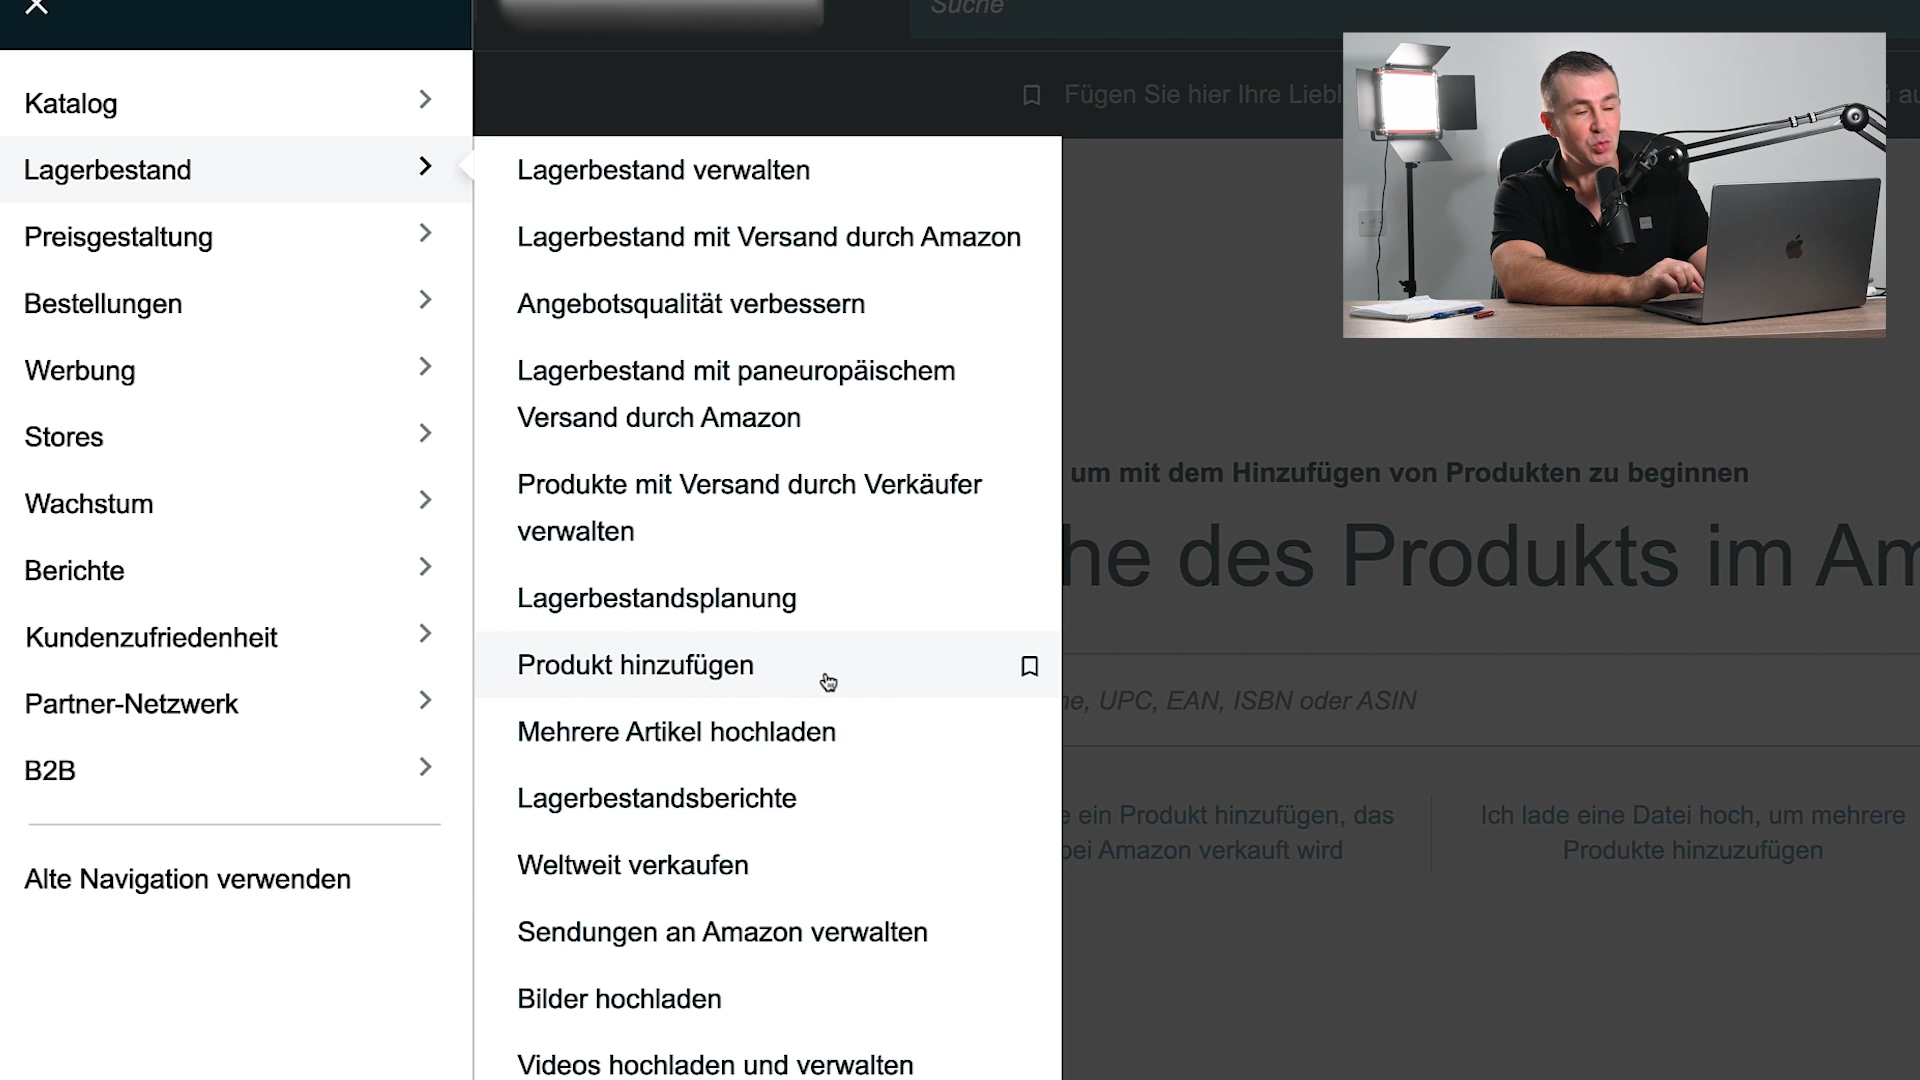 Suche
Fügen Sie hier Ihre Liebl
au
Katalog
Lagerbestand
Preisgestaltung
Bestellungen
Werbung
Stores
Wachstum
Berichte
Kundenzufriedenheit
Partner-Netzwerk
B2B
Alte Navigation verwenden
Lagerbestand verwalten
Lagerbestand mit Versand durch Amazon
Angebotsqualität verbessern
Lagerbestand mit paneuropäischem
Versand durch Amazon
Produkte mit Versand durch Verkäufer
verwalten
Lagerbestandsplanung
Produkt hinzufügen
Mehrere Artikel hochladen
Lagerbestandsberichte
Weltweit verkaufen
Sendungen an Amazon verwalten
Bilder hochladen
Videos hochladen und verwalten
um mit dem Hinzufügen von Produkten zu beginnen
he des Produkts im Am
ne, UPC, EAN, ISBN oder ASIN
e ein Produkt hinzufügen, das
bei Amazon verkauft wird
Ich lade eine Datei hoch, um mehrere
Produkte hinzuzufügen